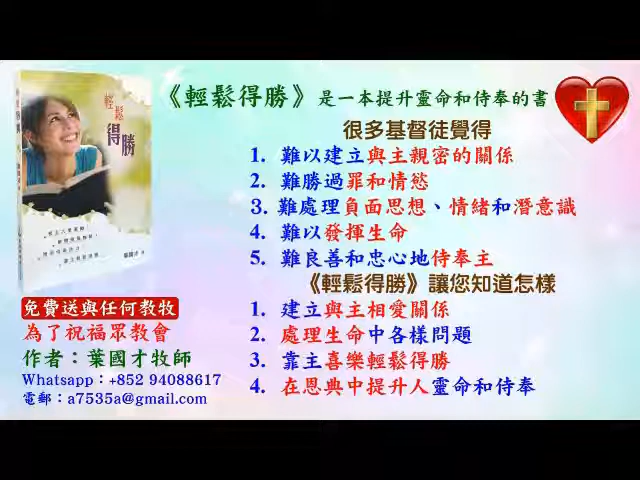 《輕鬆得勝》是一本提升靈命和侍奉的書
很多基督徒覺得
1. 難以建立與主親密的關係
2. 難勝過罪和情慾
3. 難處理負面思想、情緒和潛意識
4. 難以發揮生命
5. 難良善和忠心地侍奉主
《輕鬆得勝》讓您知道怎樣
1. 建立與主相愛關係
2. 處理生命中各樣問題
3. 靠主喜樂輕鬆得勝
4. 在恩典中提升人靈命和侍奉
輕鬆
得勝
免費送與任何教牧
為了祝福眾教會
作者：葉國才牧師
Whatsapp：+852 94088617
電郵：a7535a@gmail.com